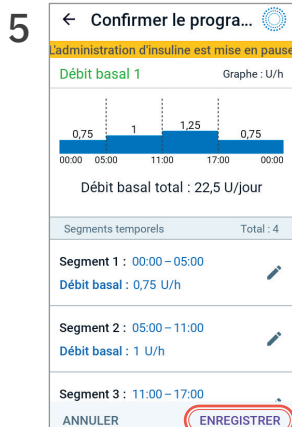 5
← Confirmer le progra...
L'administration d'insuline est mise en pause
Débit basal 1 Graphe : U/h
0,75 1 1,25 0,75
00:00 05:00 11:00 17:00 00:00
Débit basal total : 22,5 U/jour
Segments temporels Total : 4
Segment 1 : 00:00 – 05:00
Débit basal : 0,75 U/h
Segment 2 : 05:00 – 11:00
Débit basal : 1 U/h
Segment 3 : 11:00 – 17:00
ANNULER ENREGISTRER